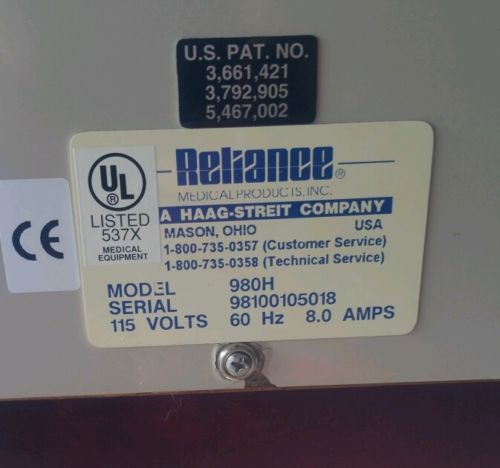 U.S. PAT. NO.
3,661,421
3,792,905
5,467,002
UL
®
LISTED
537X
MEDICAL
EQUIPMENT
CE
Reliance®
MEDICAL PRODUCTS, INC.
A HAAG-STREIT COMPANY
MASON, OHIO USA
1-800-735-0357 (Customer Service)
1-800-735-0358 (Technical Service)
MODEL 980H
SERIAL 98100105018
115 VOLTS 60 Hz 8.0 AMPS